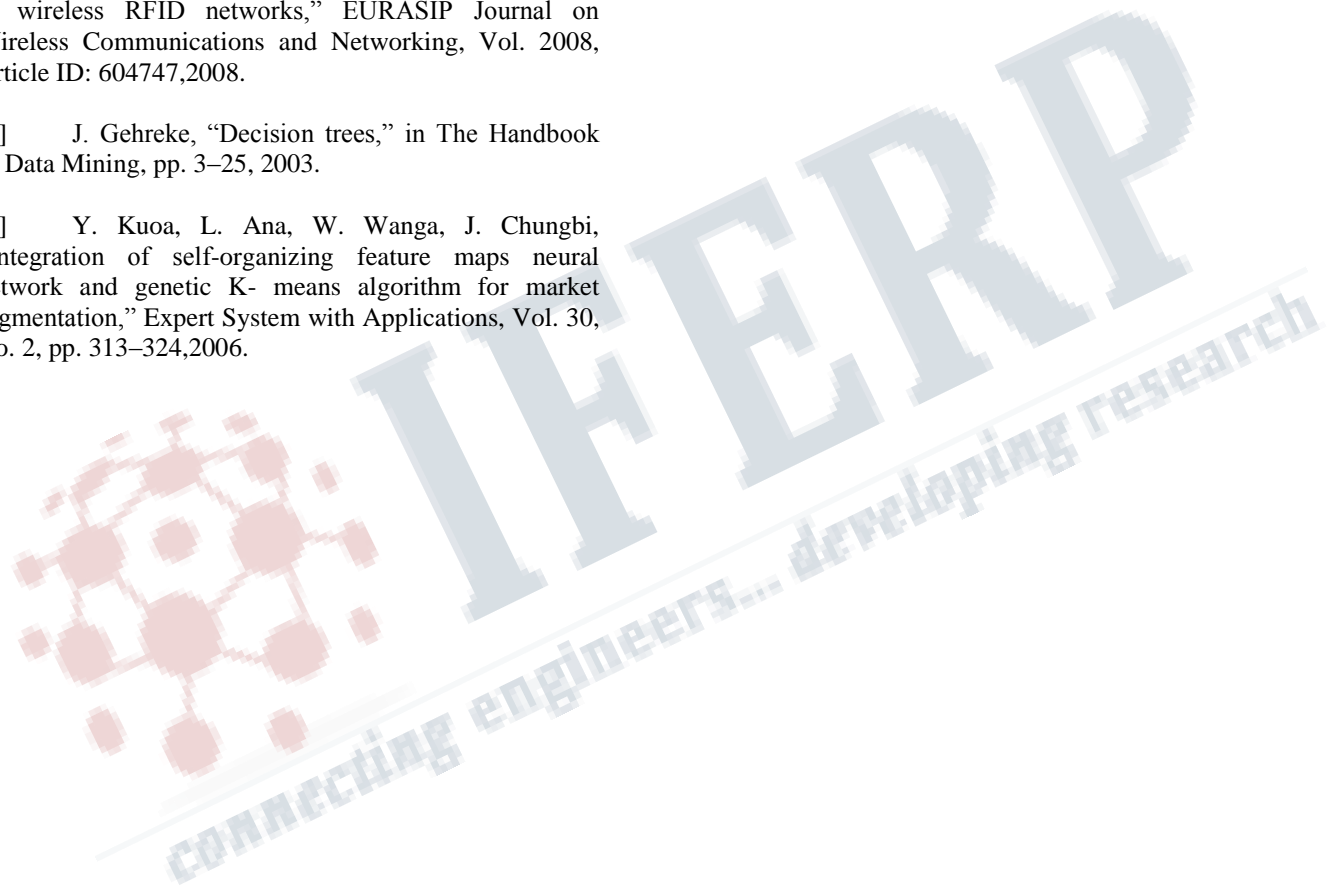 wireless RFID networks,” EURASIP Journal on
ireless Communications and Networking, Vol. 2008,
rticle ID: 604747,2008.
] J. Gehreke, “Decision trees,” in The Handbook
Data Mining, pp. 3–25, 2003.
] Y. Kuoa, L. Ana, W. Wanga, J. Chungbi,
ntegration of self-organizing feature maps neural
twork and genetic K- means algorithm for market
gmentation,” Expert System with Applications, Vol. 30,
o. 2, pp. 313–324,2006.
IFERP
connecting engineers... developing research